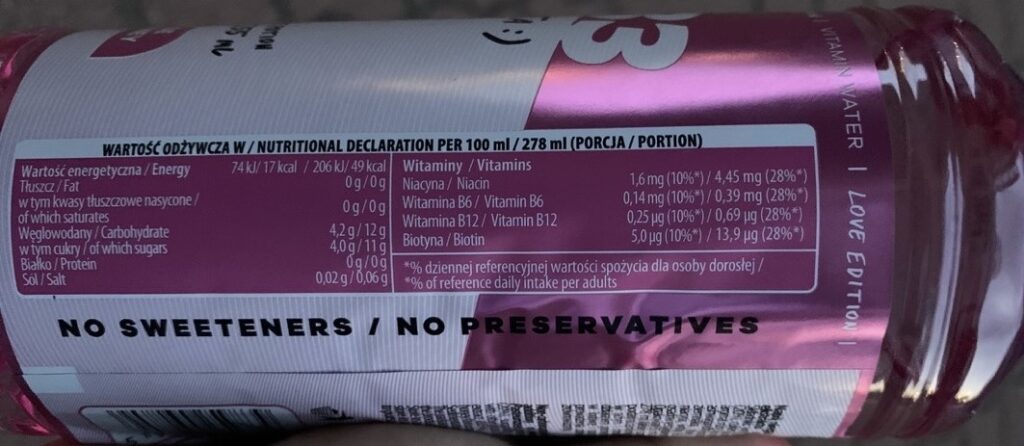 VITAMIN WATER | LOVE EDITION |
WARTOŚĆ ODŻYWCZA W / NUTRITIONAL DECLARATION PER 100 ml / 278 ml (PORCJA / PORTION)
Wartość energetyczna / Energy 74 kJ/ 17 kcal / 206 kJ/ 49 kcal
Tłuszcz / Fat 0 g / 0 g
w tym kwasy tłuszczowe nasycone /
of which saturates 0 g / 0 g
Węglowodany / Carbohydrate 4,2 g / 12 g
w tym cukry / of which sugars 4,0 g / 11 g
Białko / Protein 0g / 0g
Sól / Salt 0,02 g / 0,06 g
Witaminy / Vitamins
Niacyna / Niacin 1,6 mg (10%*) / 4,45 mg (28%*)
Witamina B6 / Vitamin B6 0,14 mg (10%*) / 0,39 mg (28%*)
Witamina B12 / Vitamin B12 0,25 µg (10%*) / 0,69 µg (28%*)
Biotyna / Biotin 5,0 µg (10%*) / 13,9 µg (28%*)
*% dziennej referencyjnej wartości spożycia dla osoby dorosłej /
*% of reference daily intake per adults
NO SWEETENERS / NO PRESERVATIVES